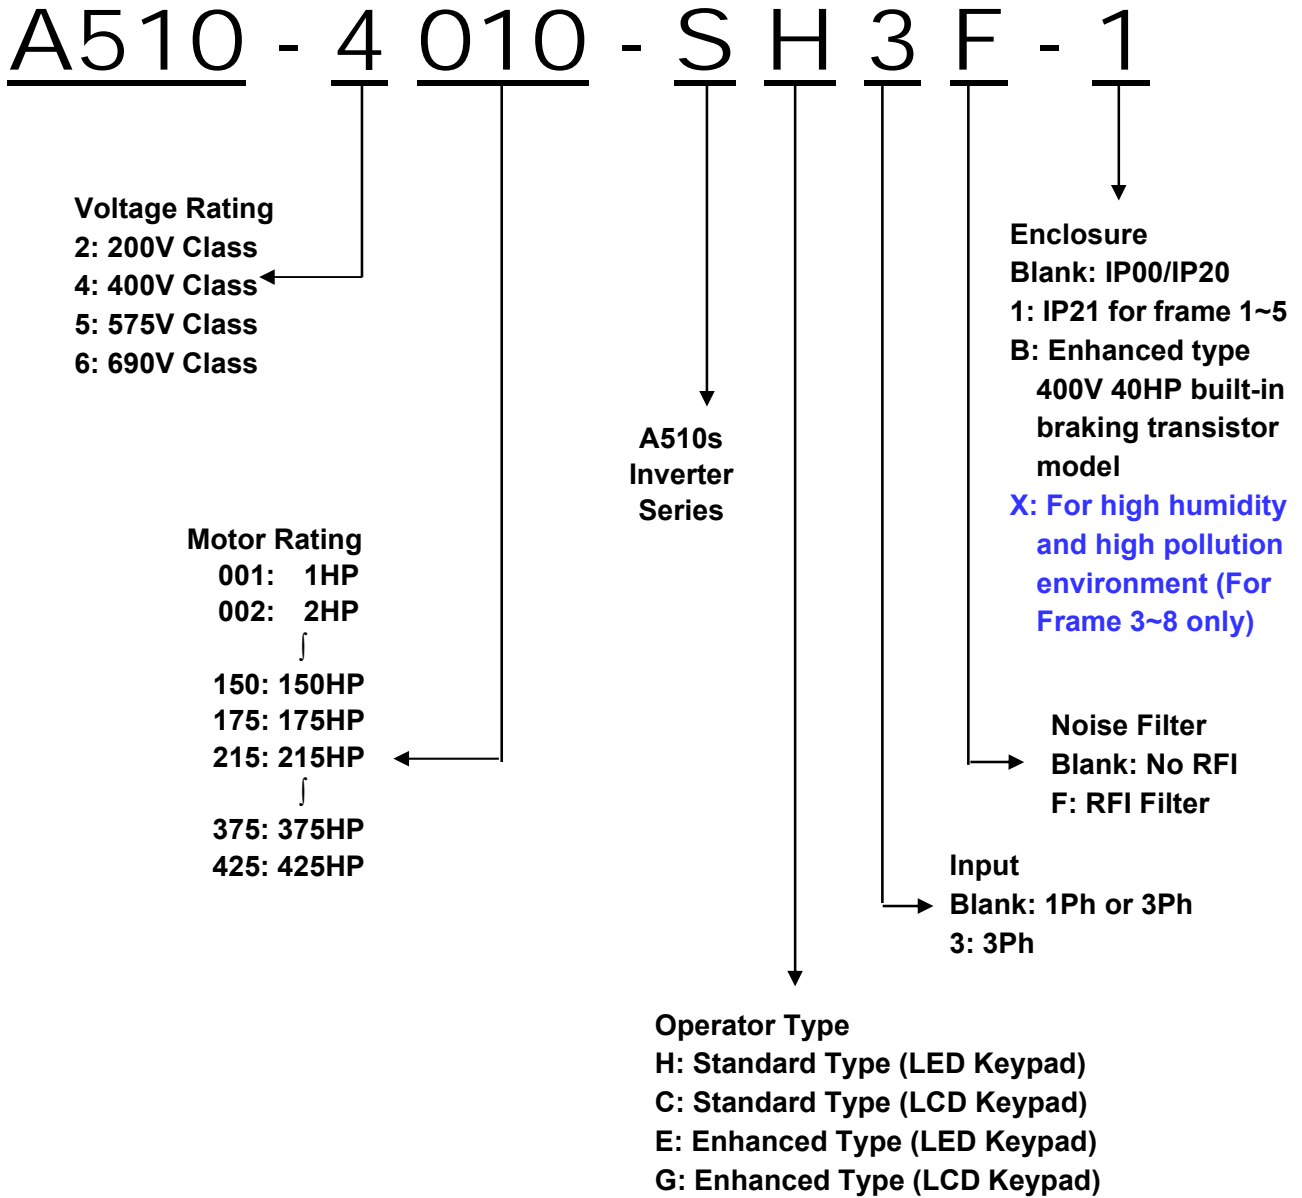 A510 - 4 010 - S H 3 F - 1
Voltage Rating
2: 200V Class
4: 400V Class
5: 575V Class
6: 690V Class
Motor Rating
001: 1HP
002: 2HP
∫
150: 150HP
175: 175HP
215: 215HP
∫
375: 375HP
425: 425HP
A510s
Inverter
Series
Enclosure
Blank: IP00/IP20
1: IP21 for frame 1~5
B: Enhanced type
400V 40HP built-in
braking transistor
model
X: For high humidity
and high pollution
environment (For
Frame 3~8 only)
Noise Filter
Blank: No RFI
F: RFI Filter
Input
Blank: 1Ph or 3Ph
3: 3Ph
Operator Type
H: Standard Type (LED Keypad)
C: Standard Type (LCD Keypad)
E: Enhanced Type (LED Keypad)
G: Enhanced Type (LCD Keypad)